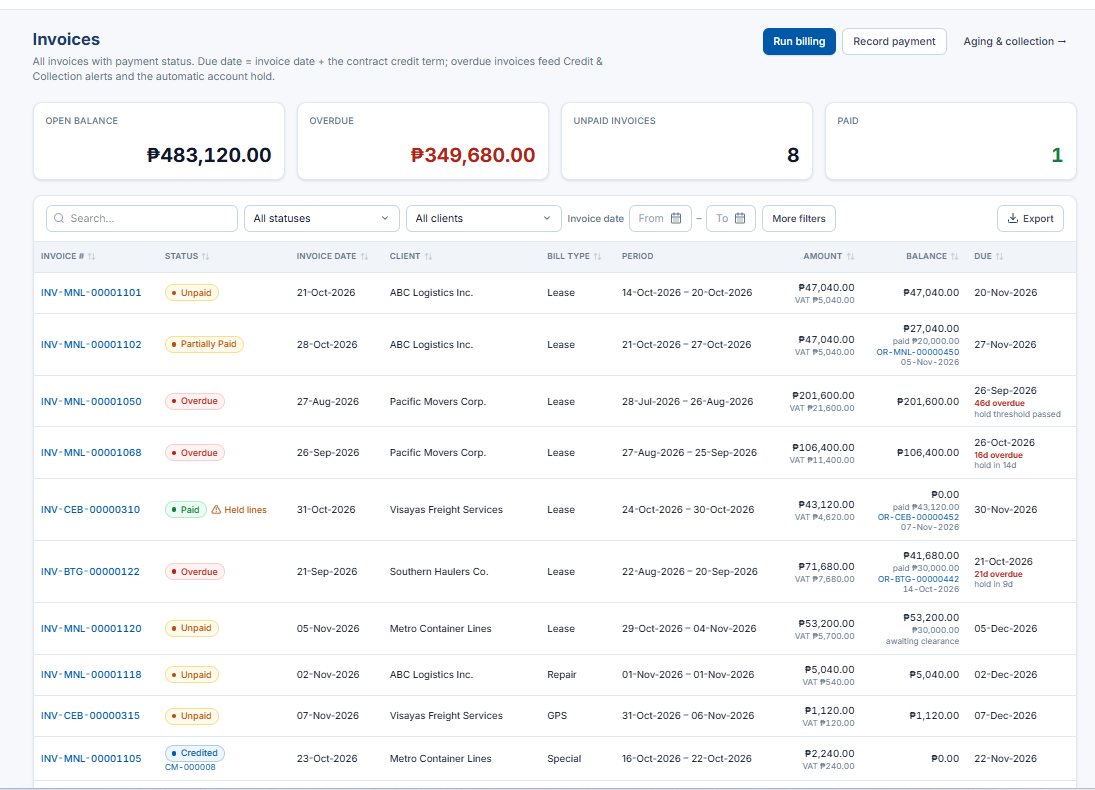 Invoices
Run billing
Record payment
Aging & collection →
All invoices with payment status. Due date = invoice date + the contract credit term; overdue invoices feed Credit &
Collection alerts and the automatic account hold.
OPEN BALANCE
₱483,120.00
OVERDUE
₱349,680.00
UNPAID INVOICES
8
PAID
1
Search...
All statuses
All clients
Invoice date
From
–
To
More filters
Export
INVOICE # ↑↓ STATUS ↑↓ INVOICE DATE ↑↓ CLIENT ↑↓ BILL TYPE ↑↓ PERIOD AMOUNT ↑↓ BALANCE ↑↓ DUE ↑↓
INV-MNL-00001101 Unpaid 21-Oct-2026 ABC Logistics Inc. Lease 14-Oct-2026 – 20-Oct-2026 ₱47,040.00 ₱47,040.00 20-Nov-2026
VAT ₱5,040.00
INV-MNL-00001102 Partially Paid 28-Oct-2026 ABC Logistics Inc. Lease 21-Oct-2026 – 27-Oct-2026 ₱47,040.00 ₱27,040.00 27-Nov-2026
VAT ₱5,040.00 paid ₱20,000.00
OR-MNL-00000450
05-Nov-2026
INV-MNL-00001050 Overdue 27-Aug-2026 Pacific Movers Corp. Lease 28-Jul-2026 – 26-Aug-2026 ₱201,600.00 ₱201,600.00 26-Sep-2026
VAT ₱21,600.00 46d overdue
hold threshold passed
INV-MNL-00001068 Overdue 26-Sep-2026 Pacific Movers Corp. Lease 27-Aug-2026 – 25-Sep-2026 ₱106,400.00 ₱106,400.00 26-Oct-2026
VAT ₱11,400.00 16d overdue
hold in 14d
INV-CEB-00000310 Paid Held lines 31-Oct-2026 Visayas Freight Services Lease 24-Oct-2026 – 30-Oct-2026 ₱43,120.00 ₱0.00 30-Nov-2026
VAT ₱4,620.00 paid ₱43,120.00
OR-CEB-00000452
07-Nov-2026
INV-BTG-00000122 Overdue 21-Sep-2026 Southern Haulers Co. Lease 22-Aug-2026 – 20-Sep-2026 ₱71,680.00 ₱41,680.00 21-Oct-2026
VAT ₱7,680.00 paid ₱30,000.00 21d overdue
OR-BTG-00000442 hold in 9d
14-Oct-2026
INV-MNL-00001120 Unpaid 05-Nov-2026 Metro Container Lines Lease 29-Oct-2026 – 04-Nov-2026 ₱53,200.00 ₱53,200.00 05-Dec-2026
VAT ₱5,700.00 ₱30,000.00
awaiting clearance
INV-MNL-00001118 Unpaid 02-Nov-2026 ABC Logistics Inc. Repair 01-Nov-2026 – 01-Nov-2026 ₱5,040.00 ₱5,040.00 02-Dec-2026
VAT ₱540.00
INV-CEB-00000315 Unpaid 07-Nov-2026 Visayas Freight Services GPS 31-Oct-2026 – 06-Nov-2026 ₱1,120.00 ₱1,120.00 07-Dec-2026
VAT ₱120.00
INV-MNL-00001105 Credited 23-Oct-2026 Metro Container Lines Special 16-Oct-2026 – 22-Oct-2026 ₱2,240.00 ₱0.00 22-Nov-2026
CM-000008 VAT ₱240.00